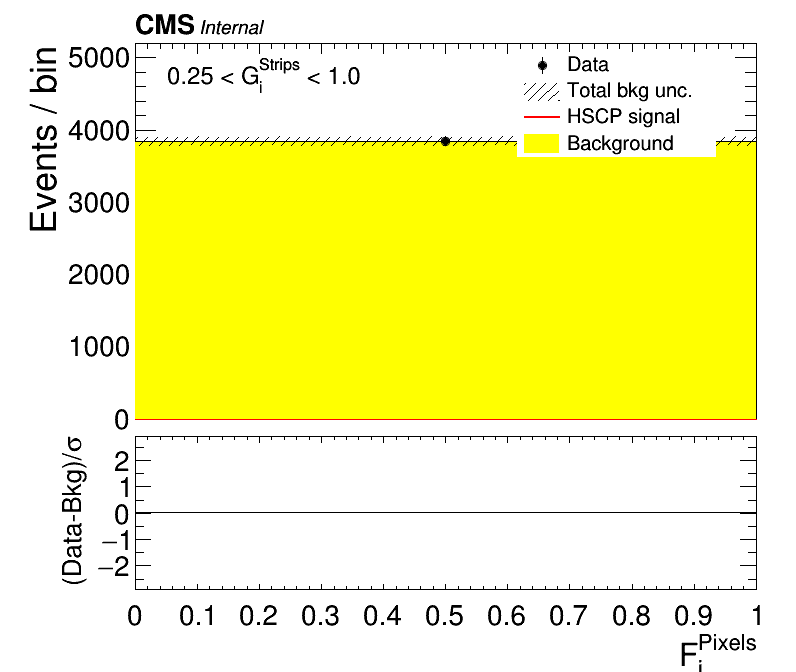 CMS Internal
Events / bin
5000
4000
3000
2000
1000
0
0.25 < G_i^Strips < 1.0
Data
Total bkg unc.
HSCP signal
Background
(Data-Bkg)/σ
2
1
0
−1
−2
0 0.1 0.2 0.3 0.4 0.5 0.6 0.7 0.8 0.9 1
F_i^Pixels